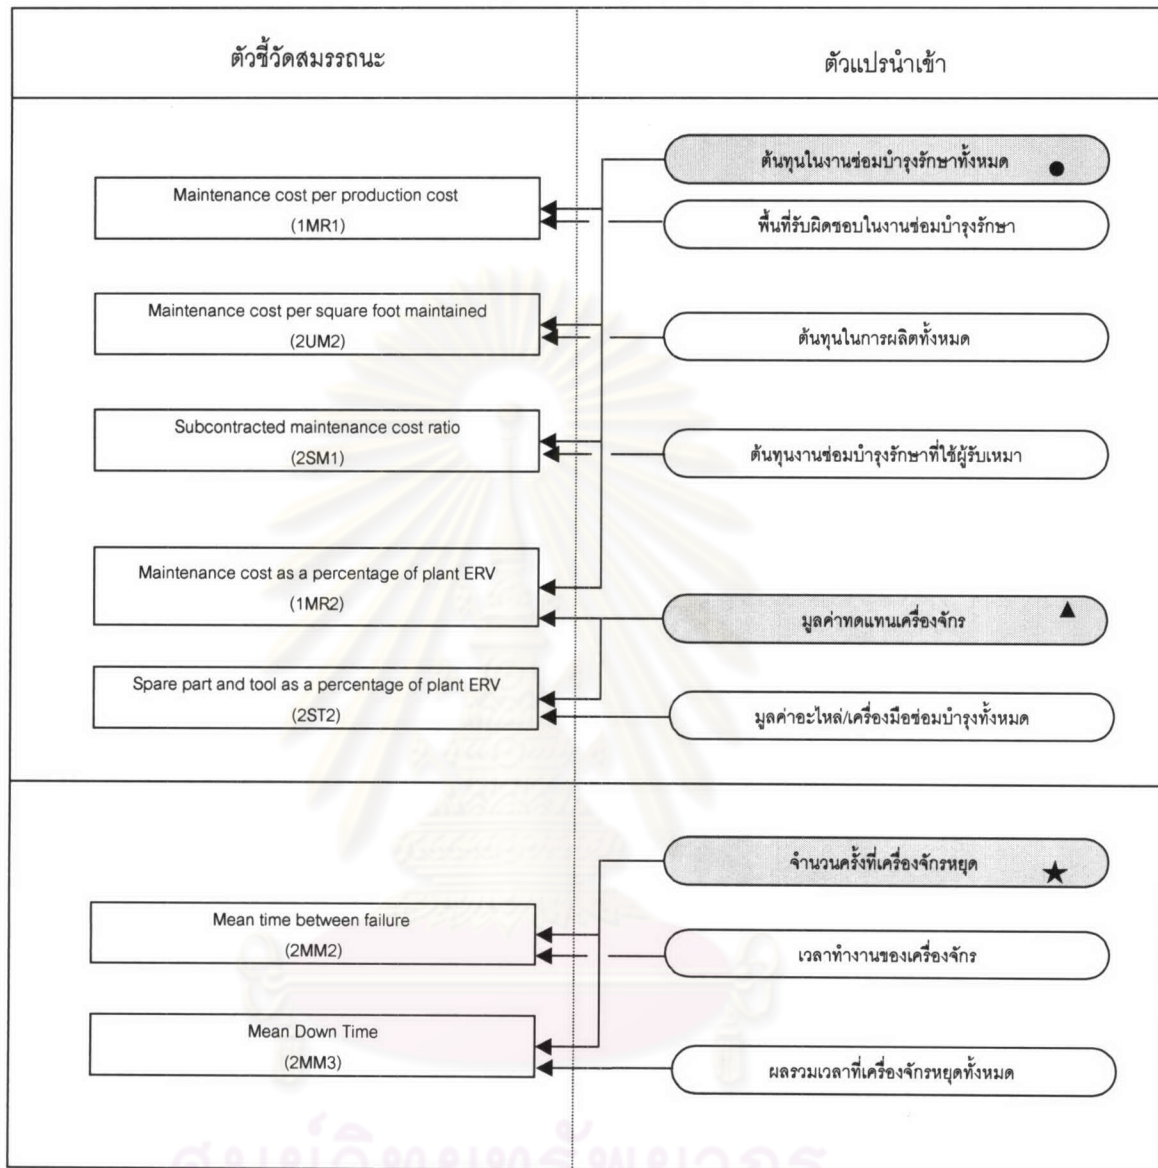 ตัวชี้วัดสมรรถนะ
ตัวแปรนำเข้า
ต้นทุนในงานซ่อมบำรุงรักษาทั้งหมด
Maintenance cost per production cost
(1MR1)
พื้นที่รับผิดชอบในงานซ่อมบำรุงรักษา
Maintenance cost per square foot maintained
(2UM2)
ต้นทุนในการผลิตทั้งหมด
Subcontracted maintenance cost ratio
(2SM1)
ต้นทุนงานซ่อมบำรุงรักษาที่ใช้ผู้รับเหมา
Maintenance cost as a percentage of plant ERV
(1MR2)
มูลค่าทดแทนเครื่องจักร
Spare part and tool as a percentage of plant ERV
(2ST2)
มูลค่าอะไหล่/เครื่องมือซ่อมบำรุงทั้งหมด
จำนวนครั้งที่เครื่องจักรหยุด
Mean time between failure
(2MM2)
เวลาทำงานของเครื่องจักร
Mean Down Time
(2MM3)
ผลรวมเวลาที่เครื่องจักรหยุดทั้งหมด
ศูนย์วิทยทรัพยากร